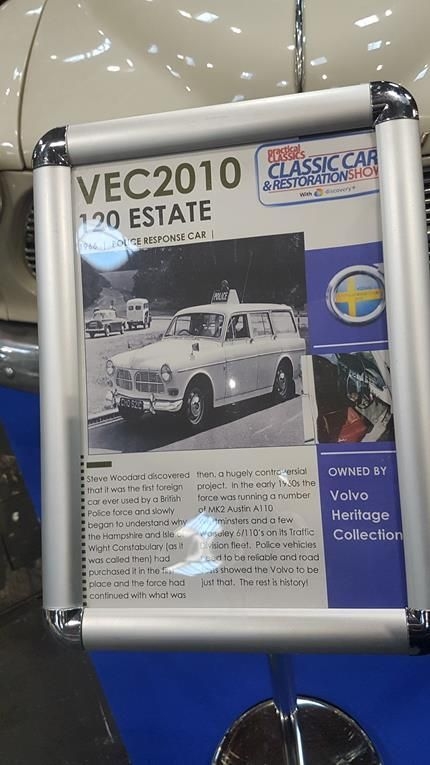 VEC2010
120 ESTATE
1966 | POLICE RESPONSE CAR |
practical CLASSICS
CLASSIC CAR
& RESTORATION SHOW
With discovery+
POLICE
Steve Woodard discovered
that it was the first foreign
car ever used by a British
Police force and slowly
began to understand why
the Hampshire and Isle of
Wight Constabulary (as it
was called then) had
purchased it in the first
place and the force had
continued with what was
then, a hugely controversial
project. In the early 1960s the
force was running a number
of MK2 Austin A110
Westminsters and a few
Wolseley 6/110's on its Traffic
Division fleet. Police vehicles
need to be reliable and road
showed the Volvo to be
just that. The rest is history!
OWNED BY
Volvo
Heritage
Collection